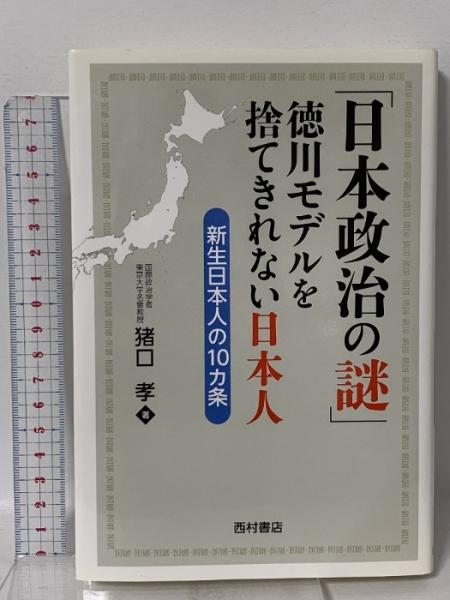 「日本政治の謎」
徳川モデルを
捨てきれない日本人
新生日本人の10カ条
国際政治学者
東京大学名誉教授
猪口 孝 著
西村書店